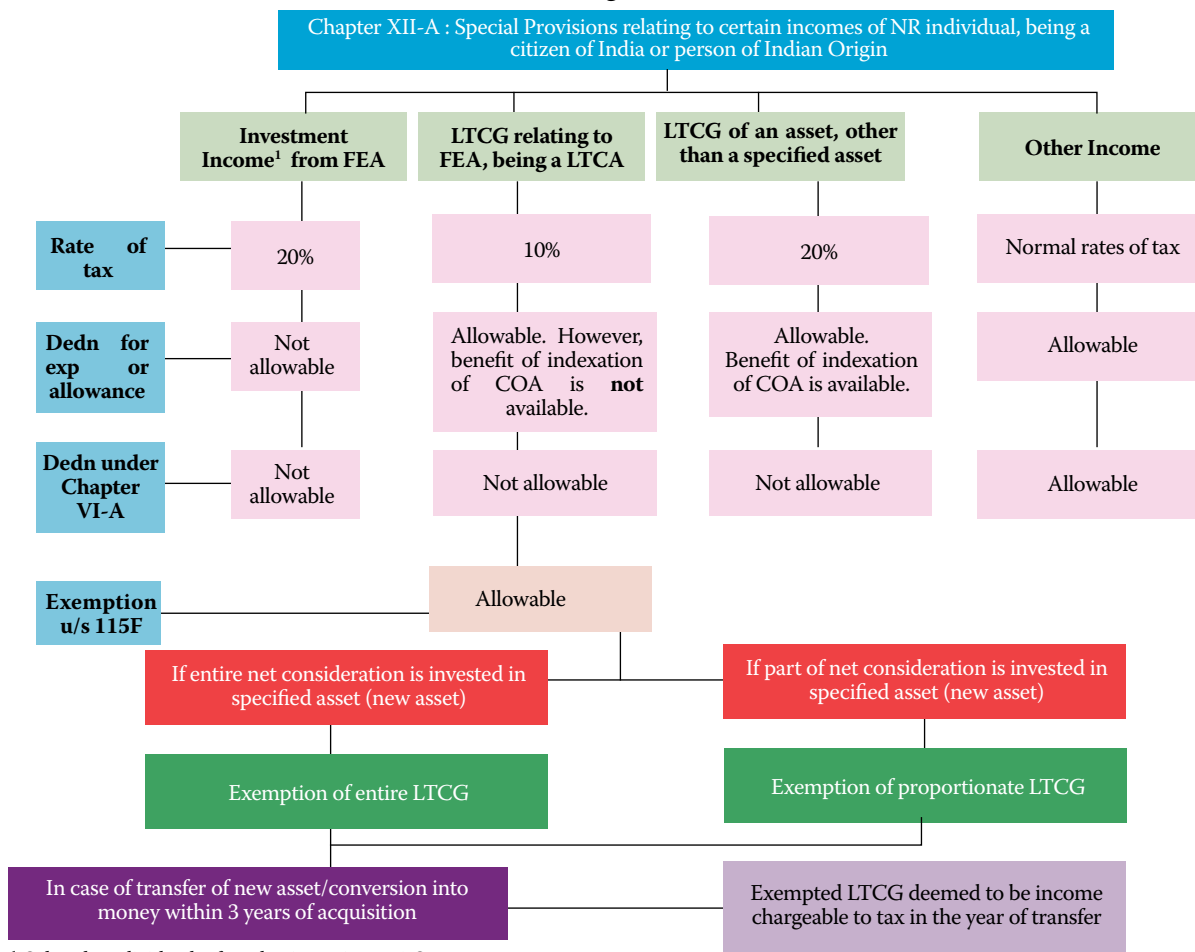 Chapter XII-A : Special Provisions relating to certain incomes of NR individual, being a
citizen of India or person of Indian Origin
Investment
Income¹ from FEA
LTCG relating to
FEA, being a LTCA
LTCG of an asset, other
than a specified asset
Other Income
Rate of
tax
20%
10%
20%
Normal rates of tax
Dedn for
exp or
allowance
Not
allowable
Allowable. However,
benefit of indexation
of COA is not
available.
Allowable.
Benefit of indexation
of COA is available.
Allowable
Dedn under
Chapter
VI-A
Not
allowable
Not allowable
Not allowable
Allowable
Exemption
u/s 115F
Allowable
If entire net consideration is invested in
specified asset (new asset)
If part of net consideration is invested in
specified asset (new asset)
Exemption of entire LTCG
Exemption of proportionate LTCG
In case of transfer of new asset/conversion into
money within 3 years of acquisition
Exempted LTCG deemed to be income
chargeable to tax in the year of transfer